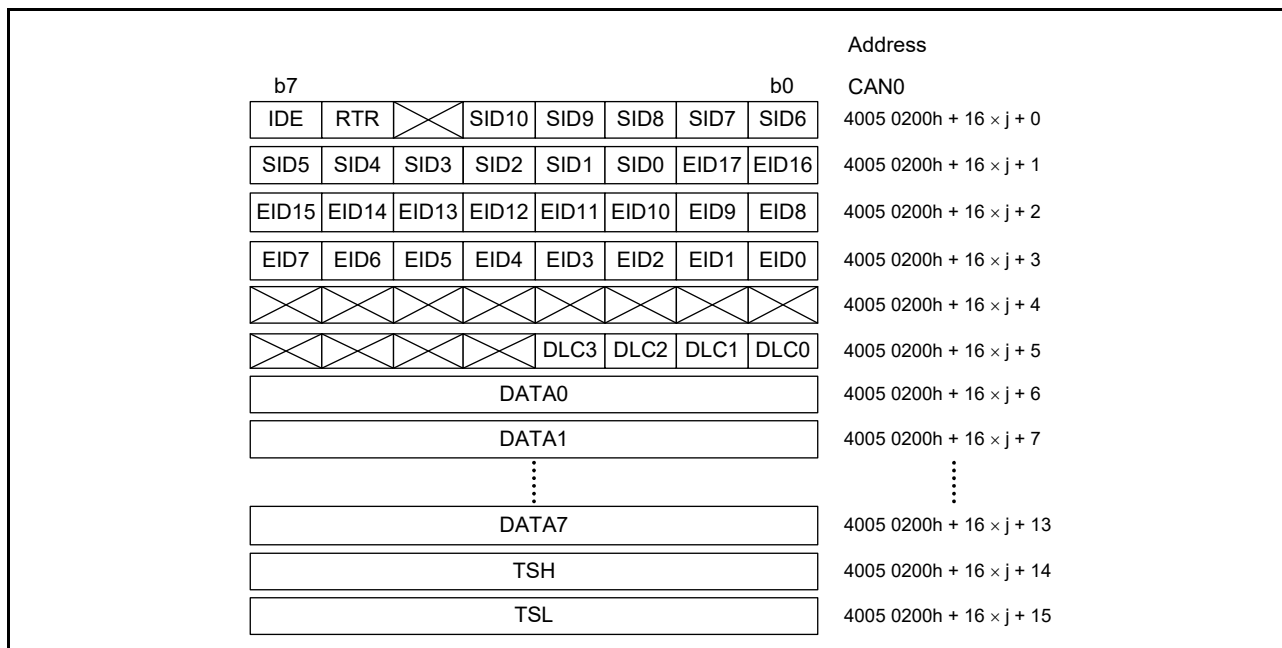 Address
b7 b0 CAN0
IDE RTR SID10 SID9 SID8 SID7 SID6 4005 0200h + 16 × j + 0
SID5 SID4 SID3 SID2 SID1 SID0 EID17 EID16 4005 0200h + 16 × j + 1
EID15 EID14 EID13 EID12 EID11 EID10 EID9 EID8 4005 0200h + 16 × j + 2
EID7 EID6 EID5 EID4 EID3 EID2 EID1 EID0 4005 0200h + 16 × j + 3
4005 0200h + 16 × j + 4
DLC3 DLC2 DLC1 DLC0 4005 0200h + 16 × j + 5
DATA0 4005 0200h + 16 × j + 6
DATA1 4005 0200h + 16 × j + 7
DATA7 4005 0200h + 16 × j + 13
TSH 4005 0200h + 16 × j + 14
TSL 4005 0200h + 16 × j + 15